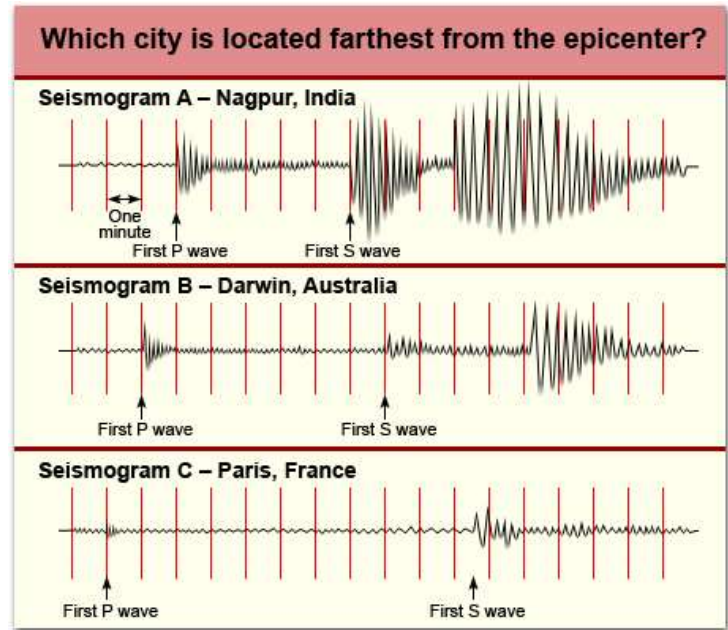 Which city is located farthest from the epicenter?
Seismogram A – Nagpur, India
One
minute
First P wave
First S wave
Seismogram B – Darwin, Australia
First P wave
First S wave
Seismogram C – Paris, France
First P wave
First S wave